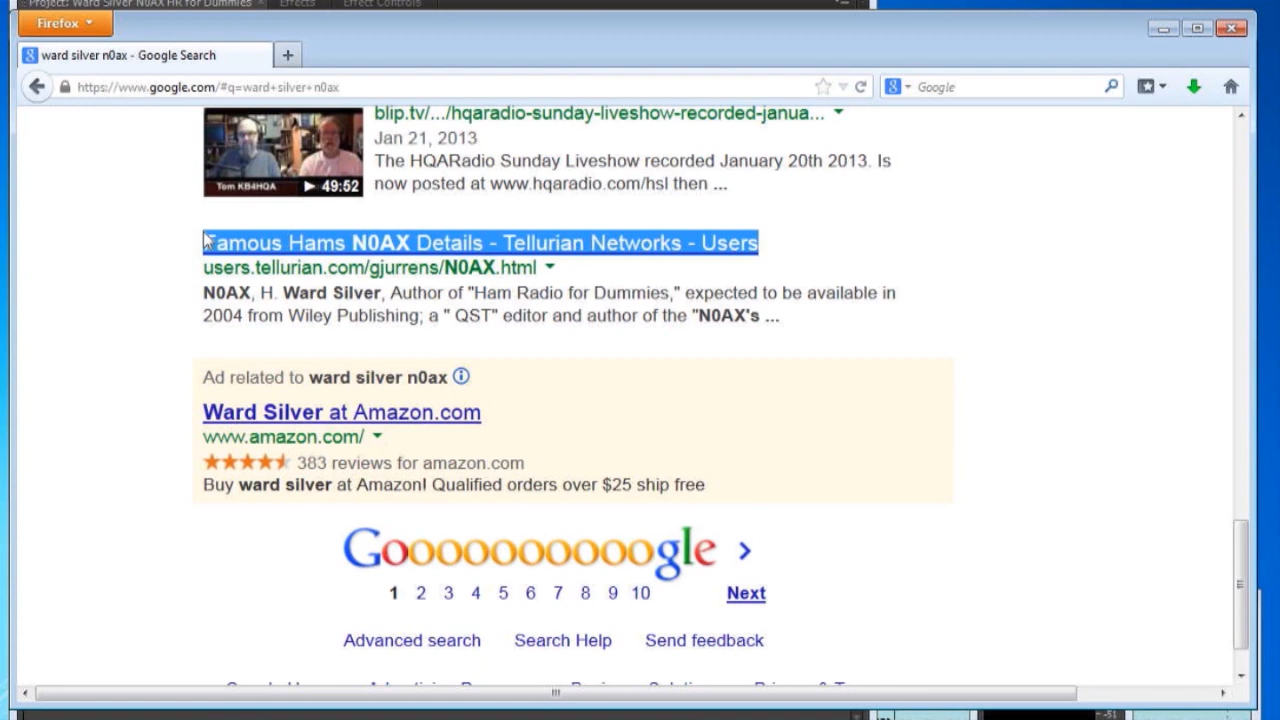 Project: Ward Silver N0AX HR for Dummies
Effects
Effect Controls
Firefox
ward silver n0ax - Google Search
https://www.google.com/#q=ward+silver+n0ax
Google
blip.tv/.../hqaradio-sunday-liveshow-recorded-janua...
Jan 21, 2013
The HQARadio Sunday Liveshow recorded January 20th 2013. Is
now posted at www.hqaradio.com/hsl then ...
Tom KB4HQA
49:52
Famous Hams N0AX Details - Tellurian Networks - Users
users.tellurian.com/gjurrens/N0AX.html
N0AX, H. Ward Silver, Author of "Ham Radio for Dummies," expected to be available in
2004 from Wiley Publishing; a " QST" editor and author of the "N0AX's ...
Ad related to ward silver n0ax
Ward Silver at Amazon.com
www.amazon.com/
383 reviews for amazon.com
Buy ward silver at Amazon! Qualified orders over $25 ship free
Goooooooooogle
1 2 3 4 5 6 7 8 9 10 Next
Advanced search Search Help Send feedback
-51